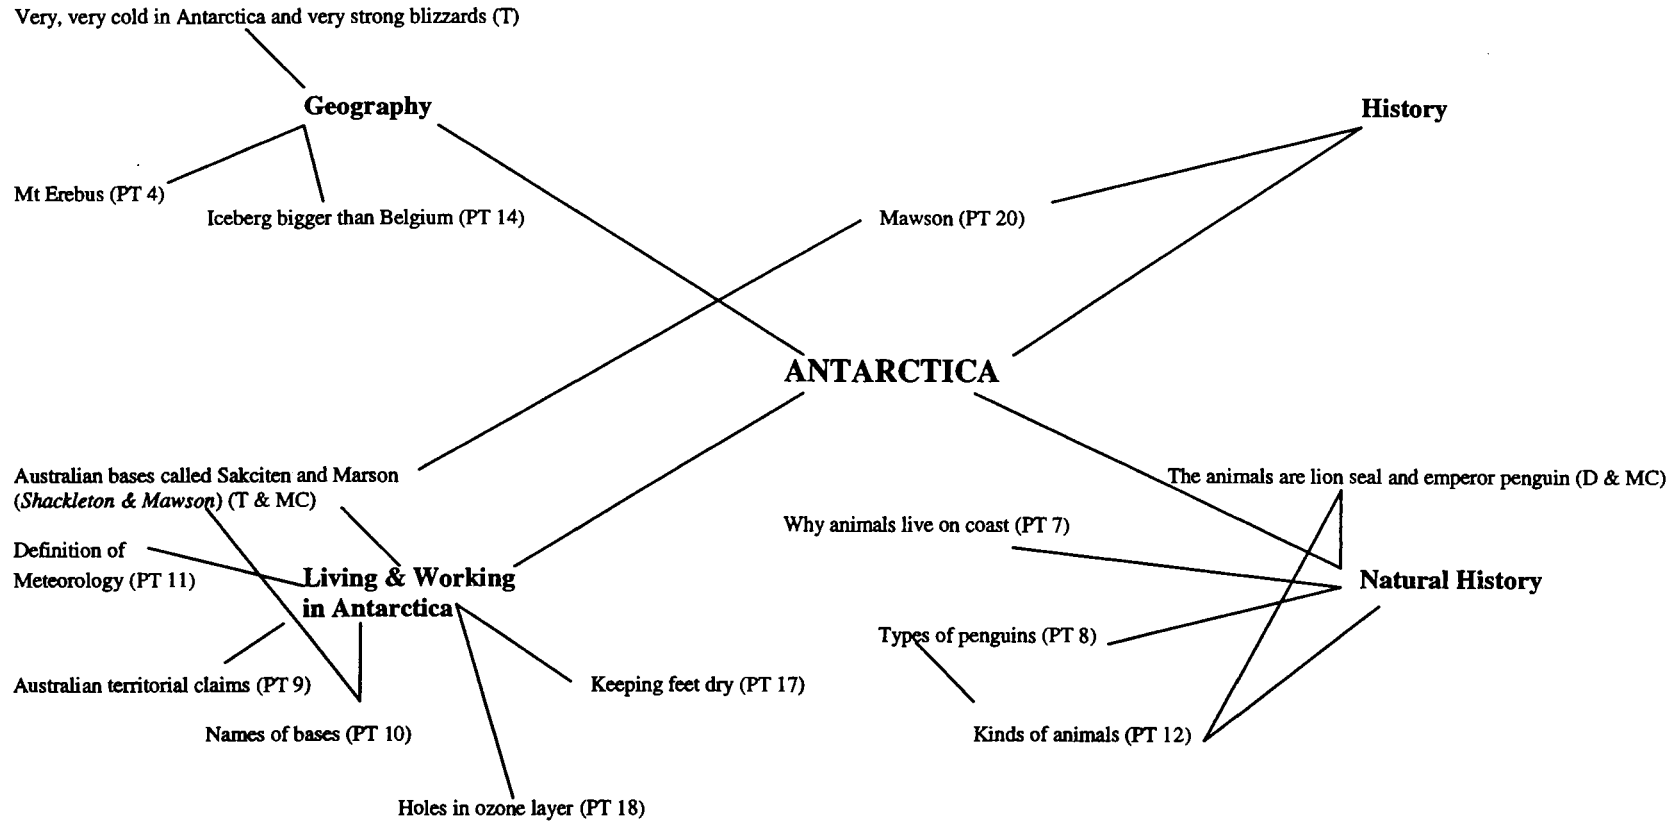 Very, very cold in Antarctica and very strong blizzards (T)
Geography
History
Mt Erebus (PT 4)
Iceberg bigger than Belgium (PT 14)
Mawson (PT 20)
ANTARCTICA
Australian bases called Sakciten and Marson
(Shackleton & Mawson) (T & MC)
The animals are lion seal and emperor penguin (D & MC)
Why animals live on coast (PT 7)
Definition of
Meteorology (PT 11)
Living & Working
in Antarctica
Natural History
Types of penguins (PT 8)
Australian territorial claims (PT 9)
Keeping feet dry (PT 17)
Names of bases (PT 10)
Kinds of animals (PT 12)
Holes in ozone layer (PT 18)